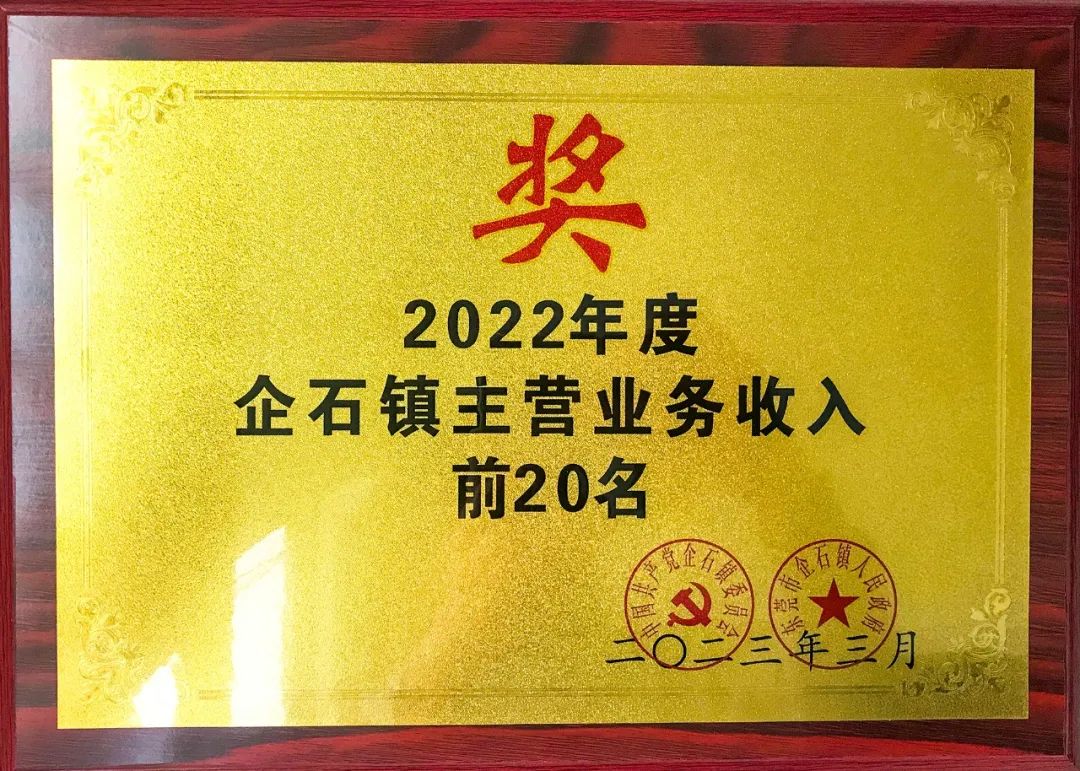 奖
2022年度
企石镇主营业务收入
前20名
中国共产党企石镇委员会
东莞市企石镇人民政府
二〇二三年三月